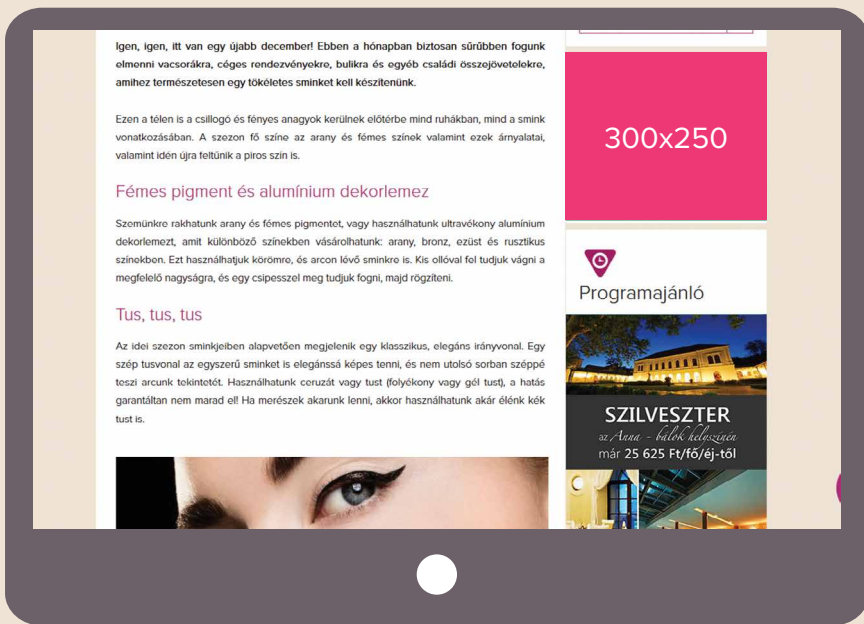 Igen, igen, itt van egy újabb december! Ebben a hónapban biztosan sűrűbben fogunk
elmenni vacsorákra, céges rendezvényekre, bulikra és egyéb családi összejövetelekre,
amihez természetesen egy tökéletes sminket kell készítenünk.
Ezen a télen is a csillogó és fényes anyagok kerülnek előtérbe mind ruhákban, mind a smink
vonatkozásában. A szezon fő színe az arany és fémes színek valamint ezek árnyalatai,
valamint idén újra feltűnik a piros szín is.
Fémes pigment és alumínium dekorlemez
Szemünkre rakhatunk arany és fémes pigmentet, vagy használhatunk ultravékony alumínium
dekorlemezt, amit különböző színekben vásárolhatunk: arany, bronz, ezüst és rusztikus
színekben. Ezt használhatjuk körömre, és arcon lévő sminkre is. Kis ollóval fel tudjuk vágni a
megfelelő nagyságra, és egy csipesszel meg tudjuk fogni, majd rögzíteni.
Tus, tus, tus
Az idei szezon sminkjeiben alapvetően megjelenik egy klasszikus, elegáns irányvonal. Egy
szép tusvonal az egyszerű sminket is elegánssá képes tenni, és nem utolsó sorban széppé
teszi arcunk tekintetét. Használhatunk ceruzát vagy tust (folyékony vagy gél tust), a hatás
garantáltan nem marad el! Ha merészek akarunk lenni, akkor használhatunk akár élénk kék
tust is.
300x250
Programajánló
SZILVESZTER
az Anna - bálok helyszínén
már 25 625 Ft/fő/éj-től